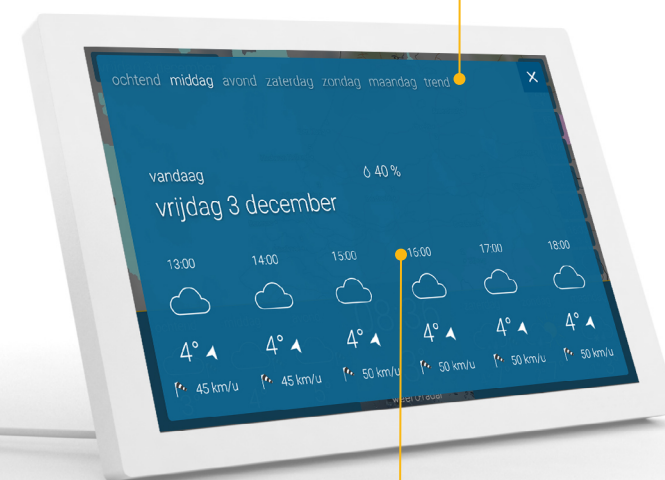 ochtend middag avond zaterdag zondag maandag trend X
vandaag
40 %
vrijdag 3 december
13:00 14:00 15:00 16:00 17:00 18:00
4° 4° 4° 4° 4° 4°
45 km/u 45 km/u 50 km/u 50 km/u 50 km/u 50 km/u